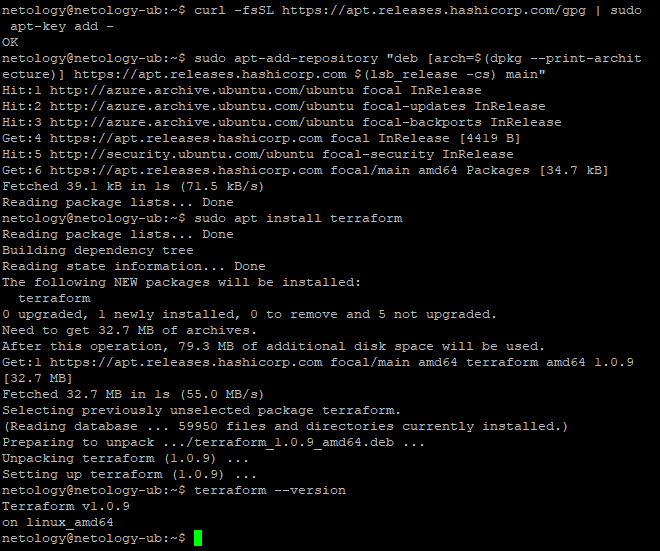 netology@netology-ub:~$ curl -fsSL https://apt.releases.hashicorp.com/gpg | sudo
 apt-key add -
OK
netology@netology-ub:~$ sudo apt-add-repository "deb [arch=$(dpkg --print-archit
ecture)] https://apt.releases.hashicorp.com $(lsb_release -cs) main"
Hit:1 http://azure.archive.ubuntu.com/ubuntu focal InRelease
Hit:2 http://azure.archive.ubuntu.com/ubuntu focal-updates InRelease
Hit:3 http://azure.archive.ubuntu.com/ubuntu focal-backports InRelease
Get:4 https://apt.releases.hashicorp.com focal InRelease [4419 B]
Hit:5 http://security.ubuntu.com/ubuntu focal-security InRelease
Get:6 https://apt.releases.hashicorp.com focal/main amd64 Packages [34.7 kB]
Fetched 39.1 kB in 1s (71.5 kB/s)
Reading package lists... Done
netology@netology-ub:~$ sudo apt install terraform
Reading package lists... Done
Building dependency tree
Reading state information... Done
The following NEW packages will be installed:
  terraform
0 upgraded, 1 newly installed, 0 to remove and 5 not upgraded.
Need to get 32.7 MB of archives.
After this operation, 79.3 MB of additional disk space will be used.
Get:1 https://apt.releases.hashicorp.com focal/main amd64 terraform amd64 1.0.9
[32.7 MB]
Fetched 32.7 MB in 1s (55.0 MB/s)
Selecting previously unselected package terraform.
(Reading database ... 59950 files and directories currently installed.)
Preparing to unpack .../terraform_1.0.9_amd64.deb ...
Unpacking terraform (1.0.9) ...
Setting up terraform (1.0.9) ...
netology@netology-ub:~$ terraform --version
Terraform v1.0.9
on linux_amd64
netology@netology-ub:~$